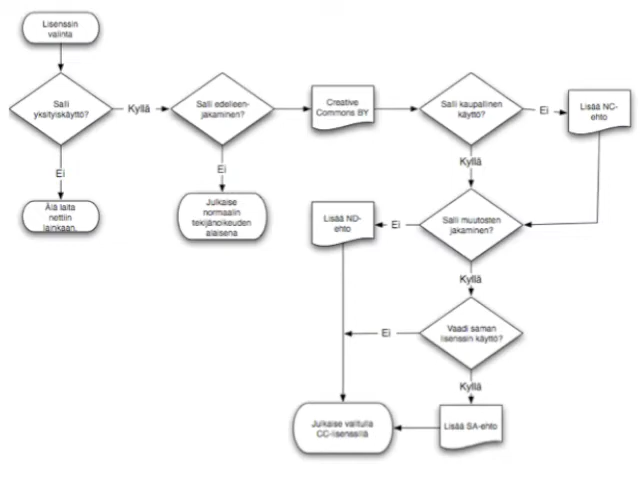 Lisenssin
valinta
Salli
yksityiskäyttö?
Kyllä
Salli edelleen-
jakaminen?
Creative
Commons BY
Salli kaupallinen
käyttö?
Ei
Lisää NC-
ehto
Ei
Älä laita
nettiin
lainkaan.
Ei
Julkaise
normaalin
tekijänoikeuden
alaisena
Kyllä
Lisää ND-
ehto
Ei
Salli muutosten
jakaminen?
Kyllä
Ei
Vaadi saman
lisenssin käyttö?
Kyllä
Julkaise valitulla
CC-lisenssillä
Lisää SA-ehto